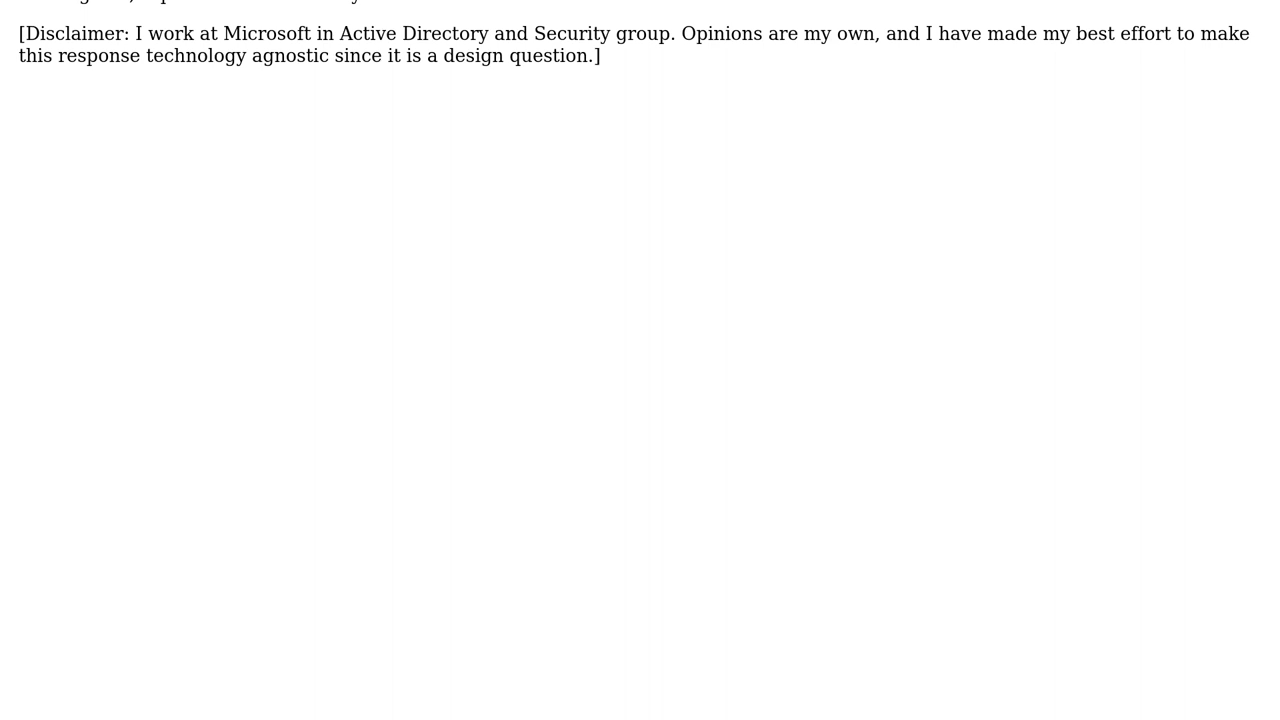 [Disclaimer: I work at Microsoft in Active Directory and Security group. Opinions are my own, and I have made my best effort to make
this response technology agnostic since it is a design question.]